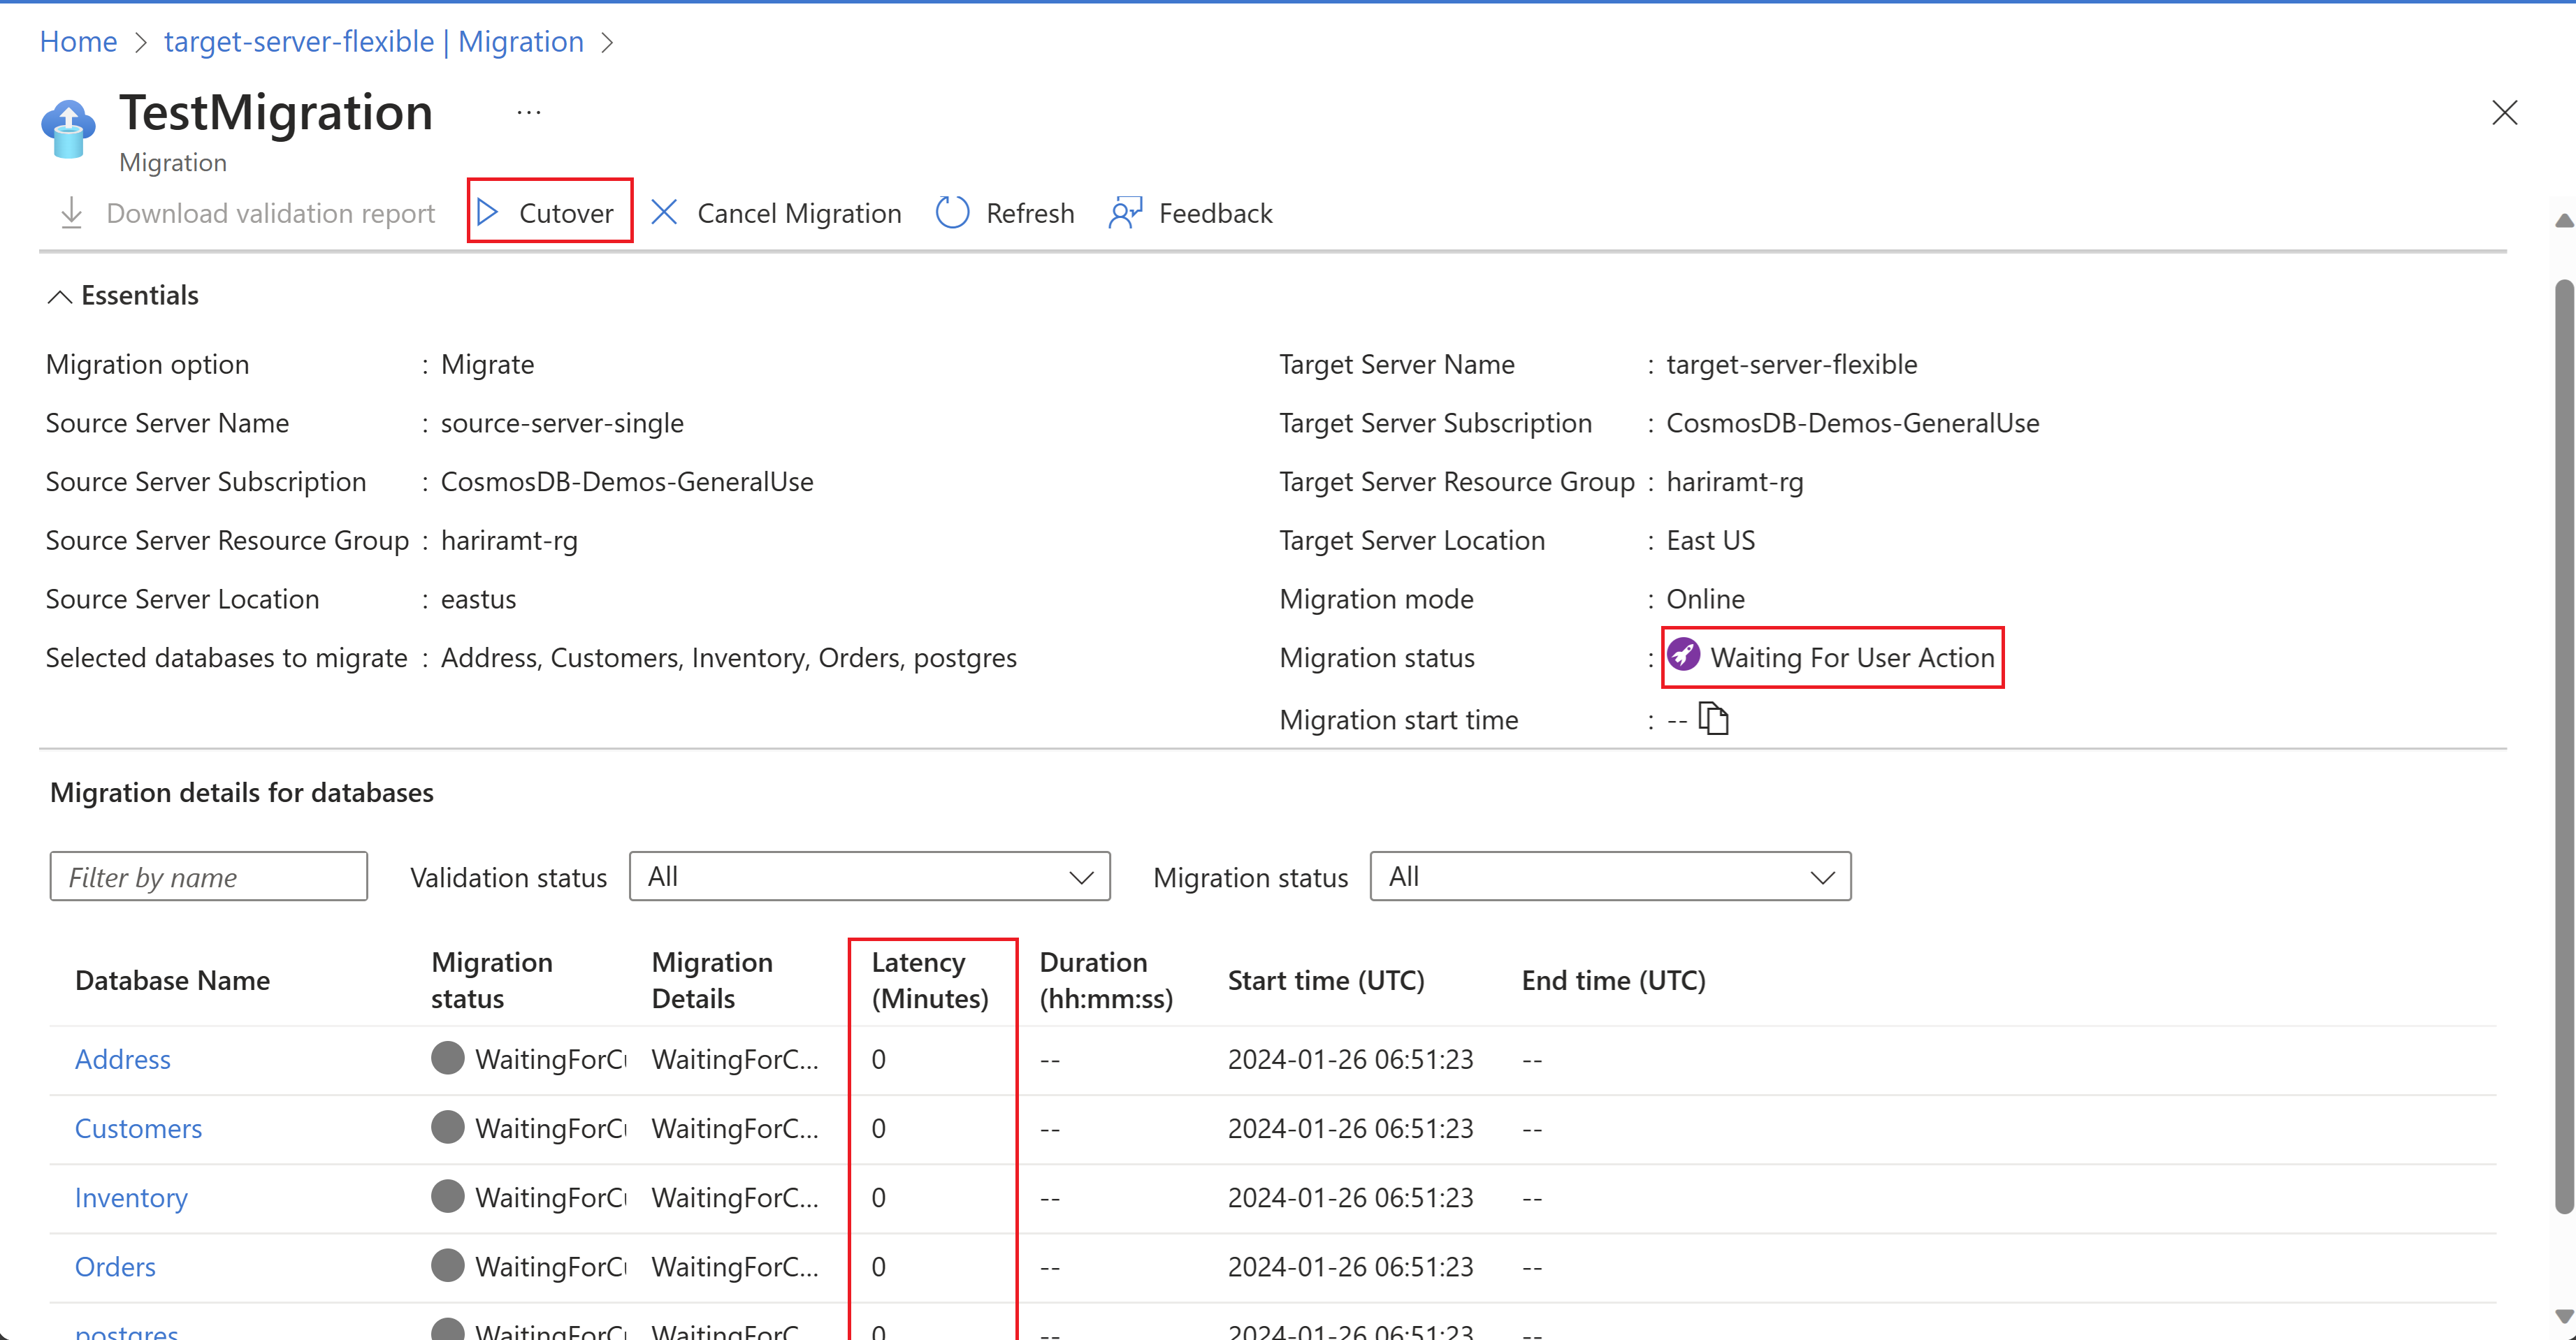 Home > target-server-flexible | Migration >
TestMigration ...
Migration
Download validation report Cutover Cancel Migration Refresh Feedback
Essentials
Migration option : Migrate
Source Server Name : source-server-single
Source Server Subscription : CosmosDB-Demos-GeneralUse
Source Server Resource Group : hariramt-rg
Source Server Location : eastus
Selected databases to migrate : Address, Customers, Inventory, Orders, postgres
Target Server Name : target-server-flexible
Target Server Subscription : CosmosDB-Demos-GeneralUse
Target Server Resource Group : hariramt-rg
Target Server Location : East US
Migration mode : Online
Migration status : Waiting For User Action
Migration start time : --
Migration details for databases
Filter by name Validation status All Migration status All
Database Name Migration status Migration Details Latency (Minutes) Duration (hh:mm:ss) Start time (UTC) End time (UTC)
Address WaitingForCu WaitingForC... 0 -- 2024-01-26 06:51:23 --
Customers WaitingForCu WaitingForC... 0 -- 2024-01-26 06:51:23 --
Inventory WaitingForCu WaitingForC... 0 -- 2024-01-26 06:51:23 --
Orders WaitingForCu WaitingForC... 0 -- 2024-01-26 06:51:23 --
postgres WaitingForCu WaitingForC... 0 -- 2024-01-26 06:51:23 --